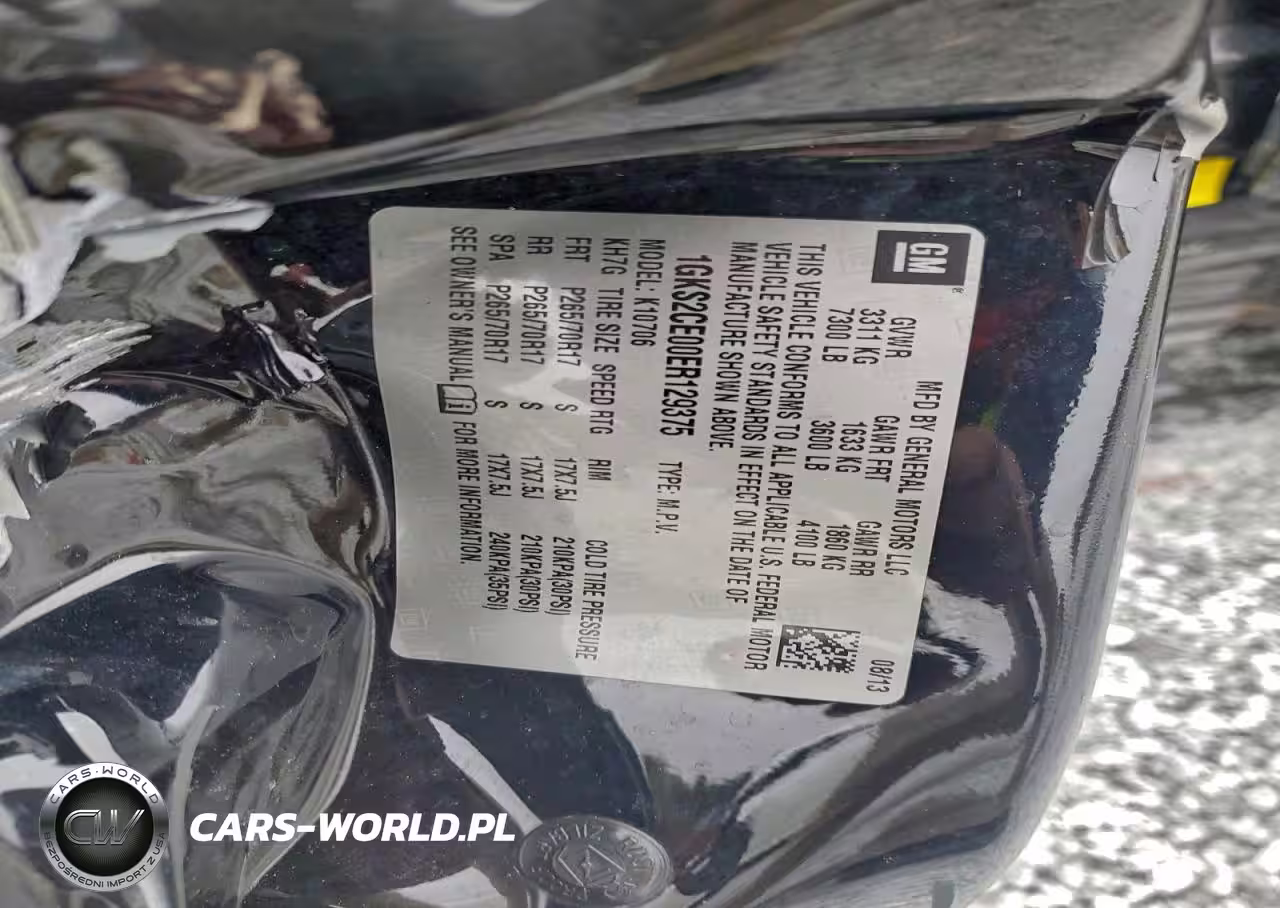 GM
MFD BY GENERAL MOTORS LLC 08/13
GVWR GAWR FRT GAWR RR
3311 KG 1633 KG 1860 KG
7300 LB 3600 LB 4100 LB
THIS VEHICLE CONFORMS TO ALL APPLICABLE U.S. FEDERAL MOTOR
VEHICLE SAFETY STANDARDS IN EFFECT ON THE DATE OF
MANUFACTURE SHOWN ABOVE.
1GKS2CE00ER129375 TYPE: M.P.V.
MODEL: K10706
KH7G TIRE SIZE SPEED RTG RIM COLD TIRE PRESSURE
FRT P265/70R17 S 17X7.5J 210KPA(30PSI)
RR P265/70R17 S 17X7.5J 210KPA(30PSI)
SPA P265/70R17 S 17X7.5J 240KPA(35PSI)
SEE OWNER'S MANUAL FOR MORE INFORMATION.
CARS-WORLD
CW
BEZPOŚREDNI IMPORT Z USA
CARS-WORLD.PL